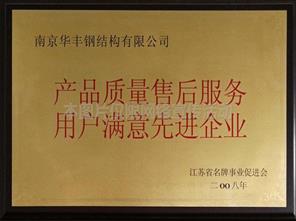 南京华丰钢结构有限公司
产品质量售后服务
用户满意先进企业
江苏省名牌事业促进会
二00八年